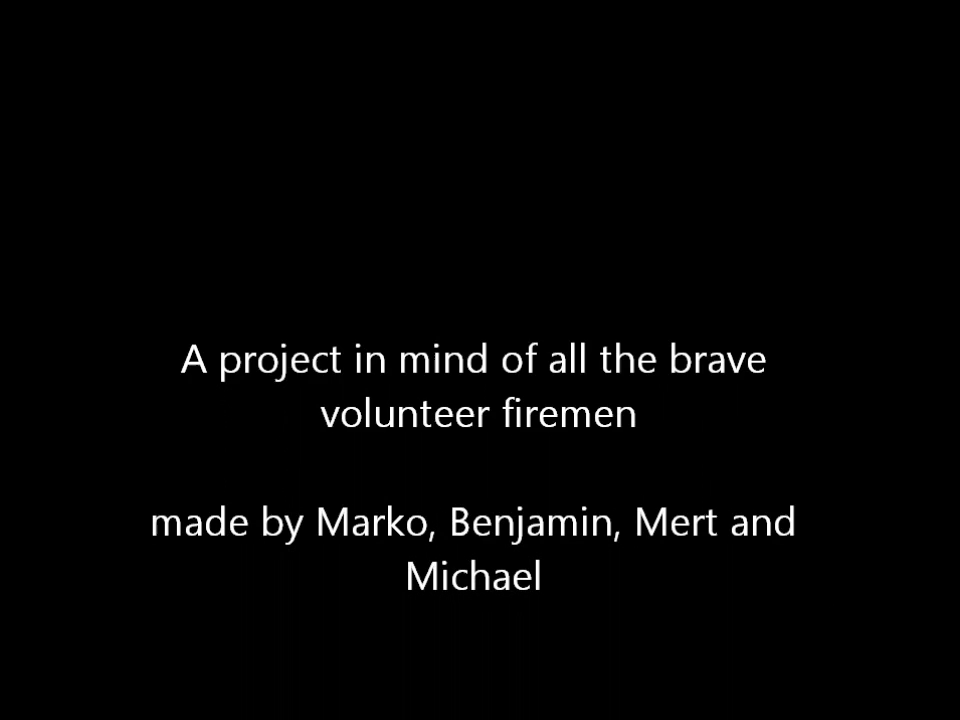 A project in mind of all the brave
volunteer firemen
made by Marko, Benjamin, Mert and
Michael